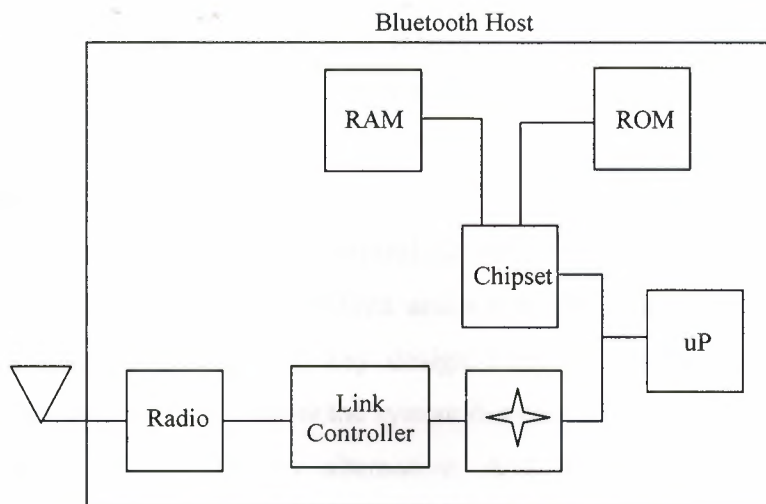 Bluetooth Host
RAM
ROM
Chipset
uP
Radio
Link
Controller